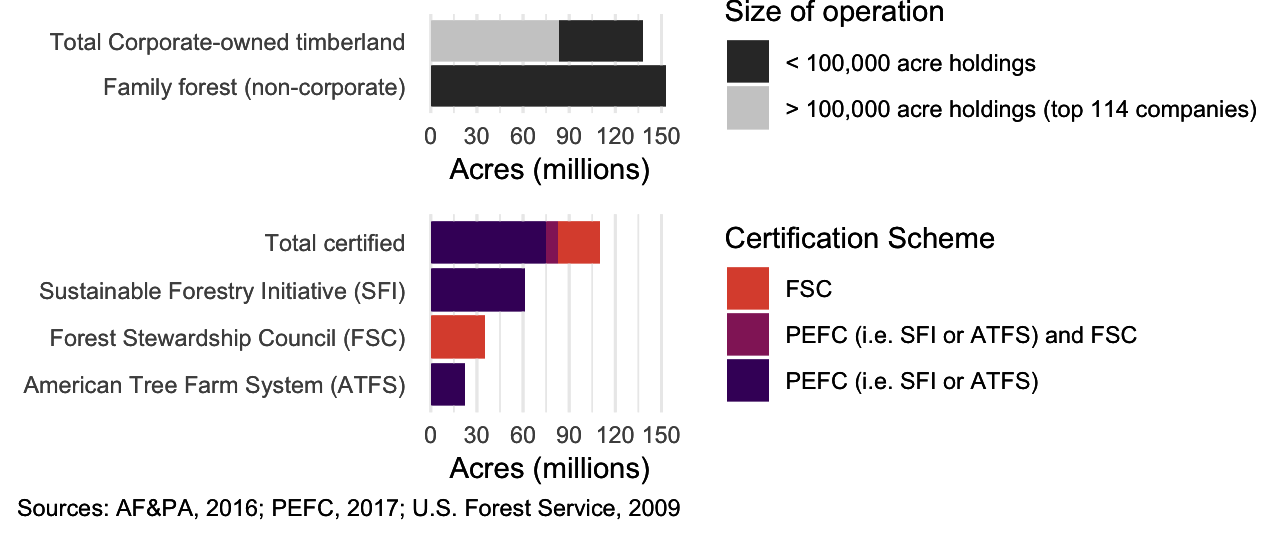 Size of operation
Total Corporate-owned timberland
Family forest (non-corporate)
< 100,000 acre holdings
> 100,000 acre holdings (top 114 companies)
0 30 60 90 120 150
Acres (millions)
Total certified
Sustainable Forestry Initiative (SFI)
Forest Stewardship Council (FSC)
American Tree Farm System (ATFS)
Certification Scheme
FSC
PEFC (i.e. SFI or ATFS) and FSC
PEFC (i.e. SFI or ATFS)
0 30 60 90 120 150
Acres (millions)
Sources: AF&PA, 2016; PEFC, 2017; U.S. Forest Service, 2009